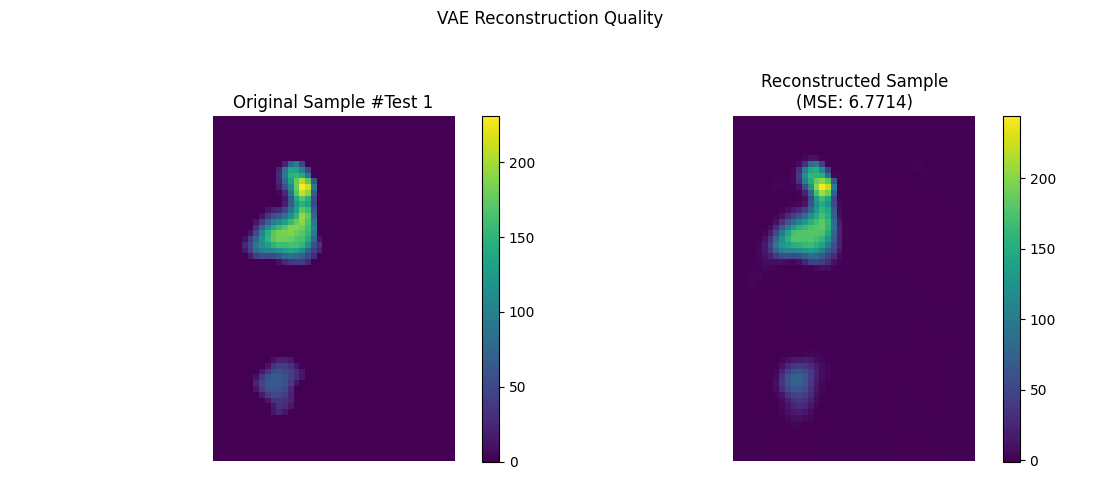 VAE Reconstruction Quality
Original Sample #Test 1
Reconstructed Sample
(MSE: 6.7714)
200
150
100
50
0
200
150
100
50
0